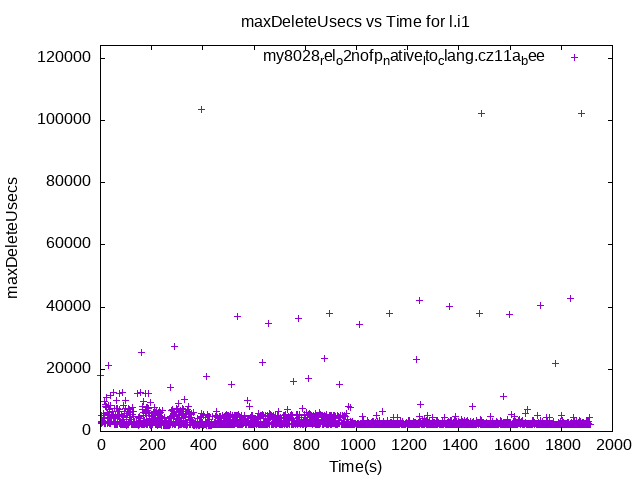 maxDeleteUsecs vs Time for l.i1
my8028relo2nofpnativeltoclang.cz11abee
120000
100000
80000
60000
40000
20000
0
maxDeleteUsecs
0 200 400 600 800 1000 1200 1400 1600 1800 2000
Time(s)